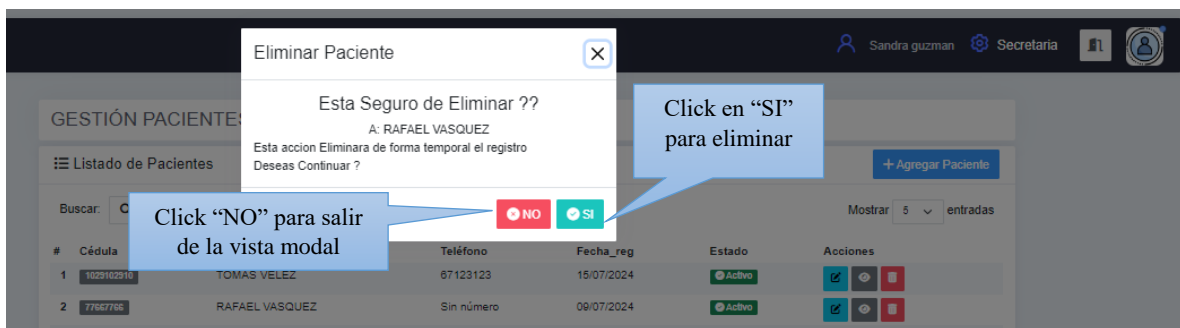 Sandra guzman Secretaria
Eliminar Paciente
Esta Seguro de Eliminar ??
A: RAFAEL VASQUEZ
Esta accion Eliminara de forma temporal el registro
Deseas Continuar ?
NO SI
Click en “SI”
para eliminar
Click “NO” para salir
de la vista modal
GESTIÓN PACIENTES
Listado de Pacientes
+ Agregar Paciente
Buscar:
Mostrar 5 entradas
# Cédula Teléfono Fecha_reg Estado Acciones
1 1029102910 TOMAS VELEZ 67123123 15/07/2024 Activo
2 77667766 RAFAEL VASQUEZ Sin número 09/07/2024 Activo